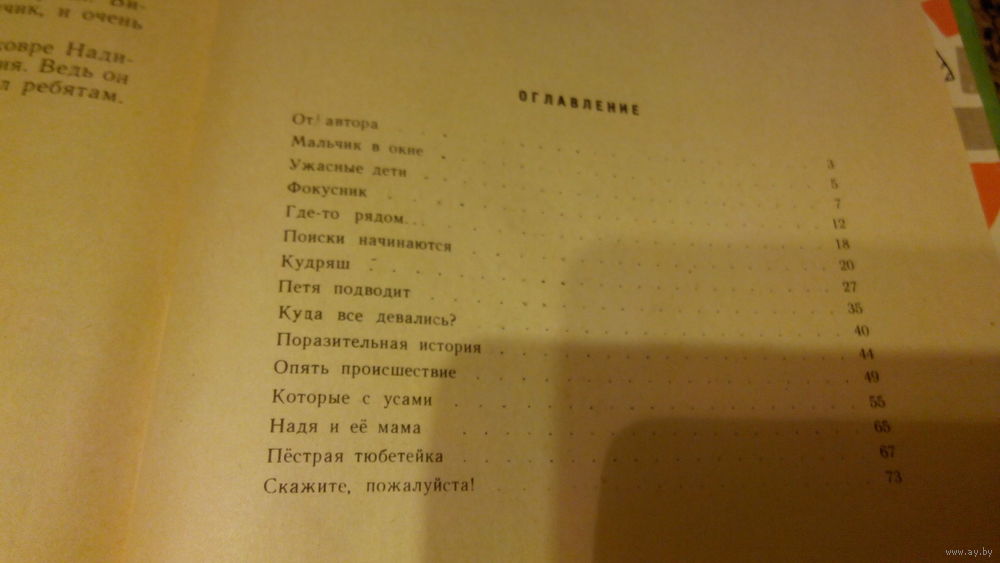 Ви-
чик, и очень
ковре Нади-
ия. Ведь он
л ребятам.
ОГЛАВЛЕНИЕ
От автора . . . 3
Мальчик в окне . . . 5
Ужасные дети . . . 7
Фокусник . . . 12
Где-то рядом... . . . 18
Поиски начинаются . . . 20
Кудряш . . . 27
Петя подводит . . . 35
Куда все девались? . . . 40
Поразительная история . . . 44
Опять происшествие . . . 49
Которые с усами . . . 55
Надя и её мама . . . 65
Пёстрая тюбетейка . . . 67
Скажите, пожалуйста! . . . 73
www.ay.by